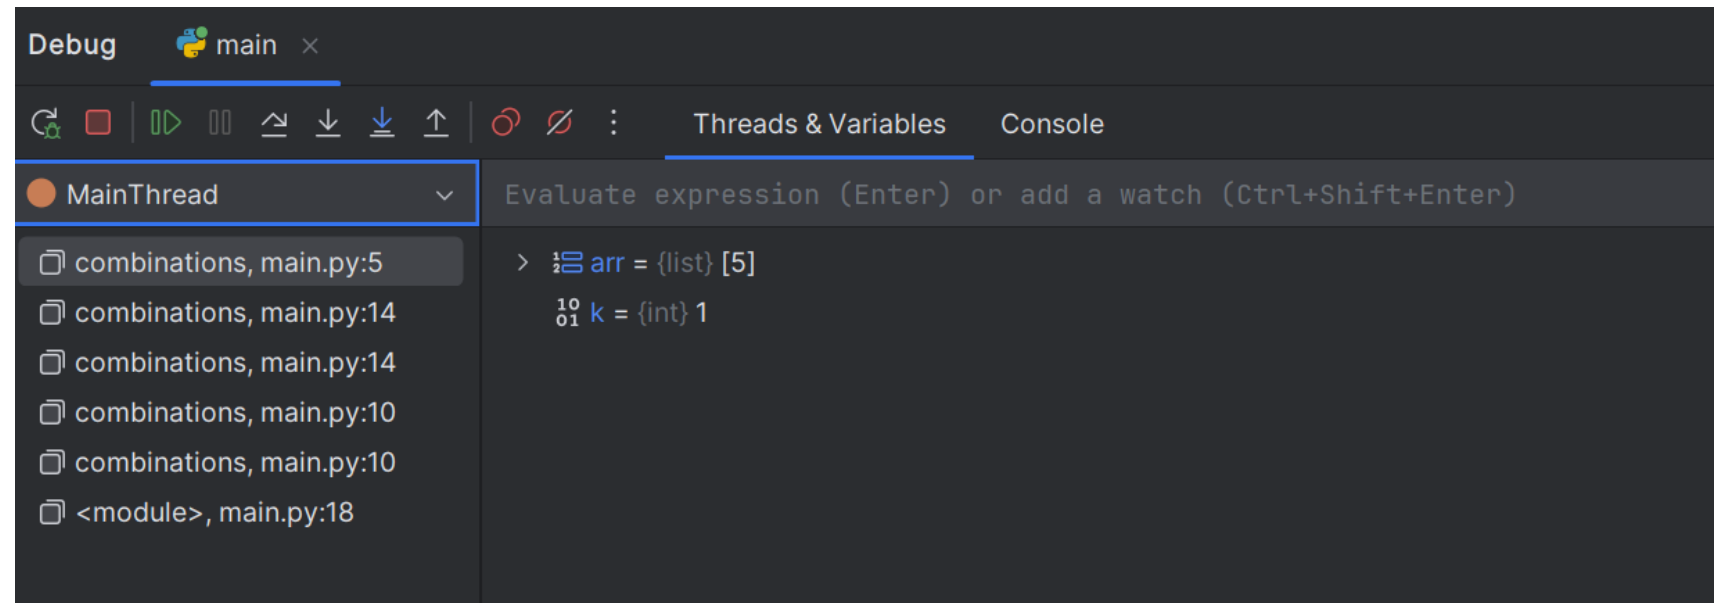 Debug main
Threads & Variables Console
MainThread
Evaluate expression (Enter) or add a watch (Ctrl+Shift+Enter)
combinations, main.py:5
combinations, main.py:14
combinations, main.py:14
combinations, main.py:10
combinations, main.py:10
<module>, main.py:18
arr = {list} [5]
k = {int} 1